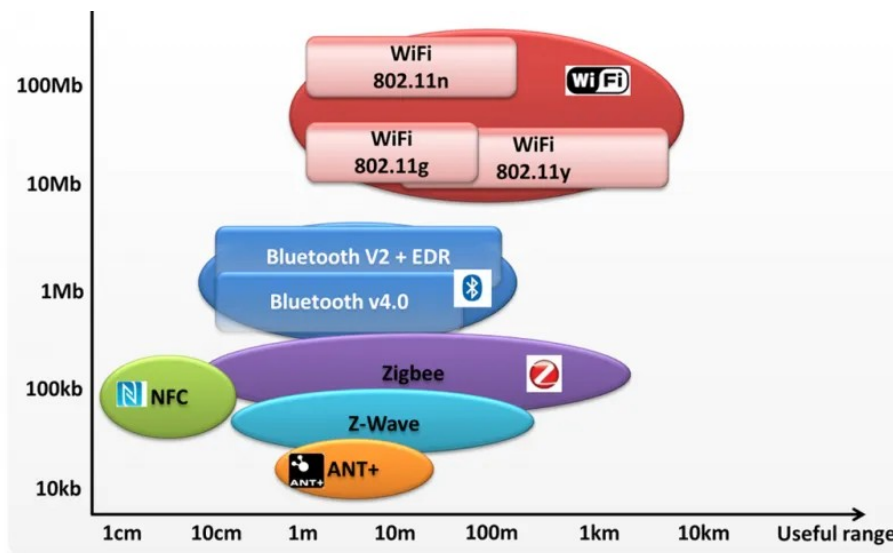 100Mb
10Mb
1Mb
100kb
10kb
WiFi
802.11n
WiFi
WiFi
802.11g
WiFi
802.11y
Bluetooth V2 + EDR
Bluetooth v4.0
Zigbee
Z
N NFC
Z-Wave
ANT+ ANT+
1cm 10cm 1m 10m 100m 1km 10km Useful range